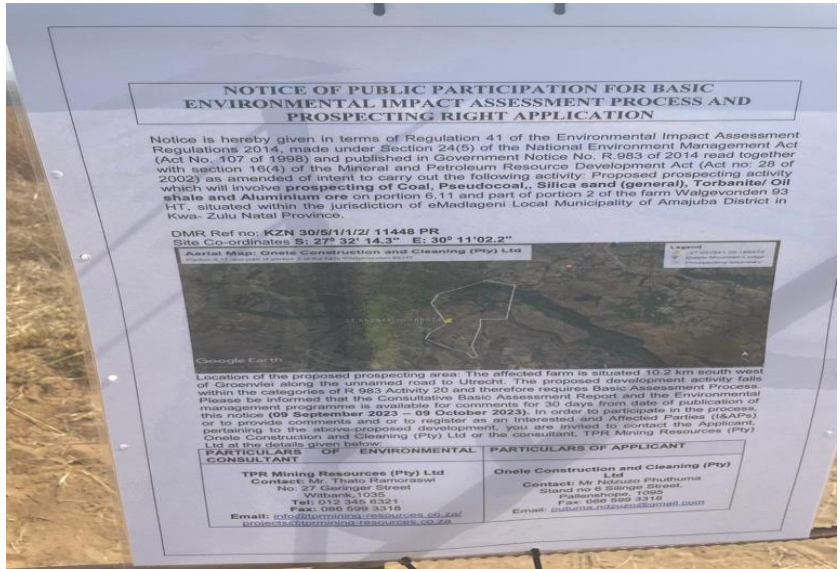 NOTICE OF PUBLIC PARTICIPATION FOR BASIC
ENVIRONMENTAL IMPACT ASSESSMENT PROCESS AND
PROSPECTING RIGHT APPLICATION
Notice is hereby given in terms of Regulation 41 of the Environmental Impact Assessment
Regulations 2014, made under Section 24(5) of the National Environment Management Act
(Act No. 107 of 1998) and published in Government Notice No. R.983 of 2014 read together
with section 16(4) of the Mineral and Petroleum Resource Development Act (Act no: 28 of
2002) as amended of intent to carry out the following activity: Proposed prospecting activity
which will involve prospecting of Coal, Pseudocoal,, Silica sand (general), Torbanite/ Oil
shale and Aluminium ore on portion 6,11 and part of portion 2 of the farm Walgevonden 93
HT, situated within the jurisdiction of eMadlageni Local Municipality of Amajuba District in
Kwa- Zulu Natal Province.
DMR Ref no: KZN 30/5/1/1/2/ 11448 PR
Site Co-ordinates S: 27° 32' 14.3" E: 30° 11'02.2"
Aerial Map: Onele Construction and Cleaning (Pty) Ltd
Legend
Google Earth
Location of the proposed prospecting area: The affected farm is situated 10.2 km south west
of Groenvlei along the unnamed road to Utrecht. The proposed development activity falls
within the categories of R 983 Activity 20 and therefore requires Basic Assessment Process.
Please be informed that the Consultative Basic Assessment Report and the Environmental
management programme is available for comments for 30 days from date of publication of
this notice (09 September 2023 – 09 October 2023). In order to participate in the process,
or to provide comments and or to register as an Interested and Affected Parties (I&APs)
pertaining to the above-proposed development, you are invited to contact the Applicant,
Onele Construction and Cleaning (Pty) Ltd or the consultant, TPR Mining Resources (Pty)
Ltd at the details given below:
PARTICULARS OF ENVIRONMENTAL
CONSULTANT
TPR Mining Resources (Pty) Ltd
Contact: Mr. Thato Ramoraswi
No: 27 Geringer Street
Witbank,1035
Tel: 012 345 6321
Fax: 086 599 3318
Email: info@tprmining-resources.co.za/
projects@tprmining-resources.co.za
PARTICULARS OF APPLICANT
Onele Construction and Cleaning (Pty)
Ltd
Contact: Mr Ndzuzo Phuthuma
Stand no 6 Silinge Street,
Pallenshope, 1095
Fax: 086 599 3318
Email: putuma.ndzuzo@gmail.com